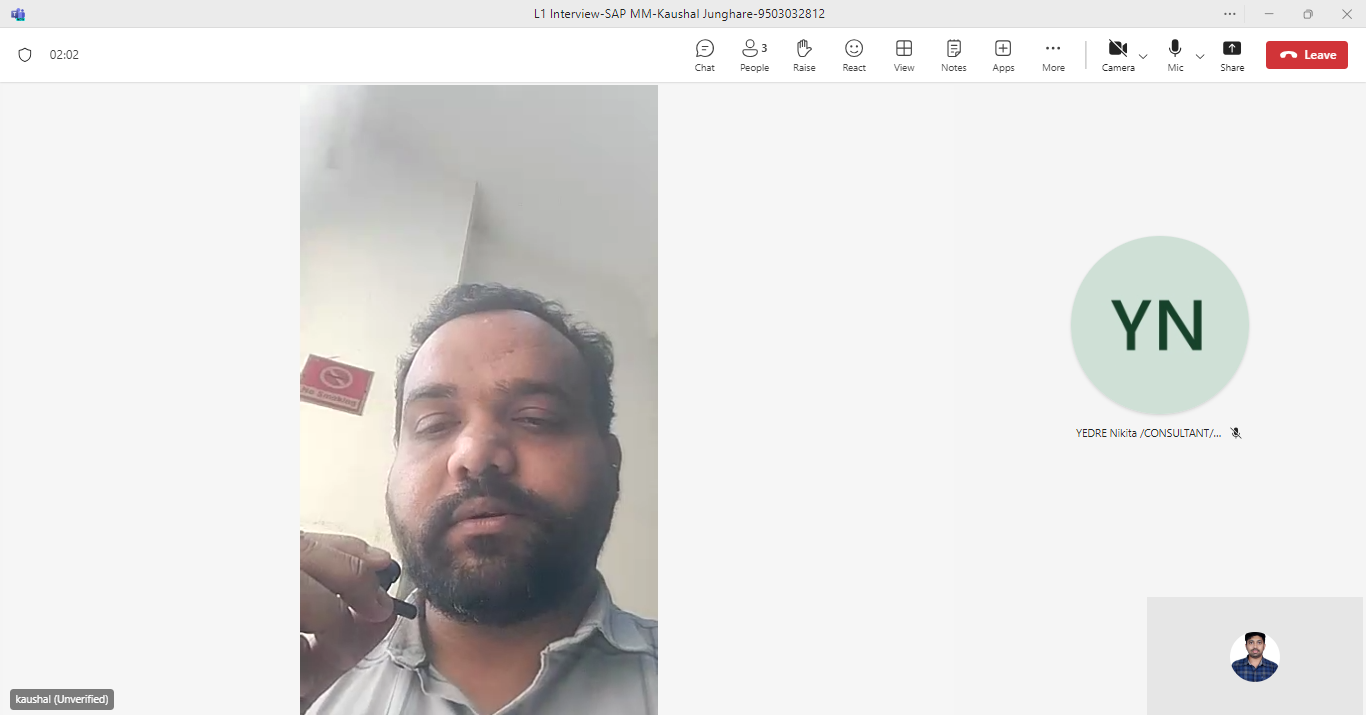 L1 Interview-SAP MM-Kaushal Junghare-9503032812
02:02
Chat
People
3
Raise
React
View
Notes
Apps
More
Camera
Mic
Share
Leave
No Smoking
YN
YEDRE Nikita /CONSULTANT/...
kaushal (Unverified)